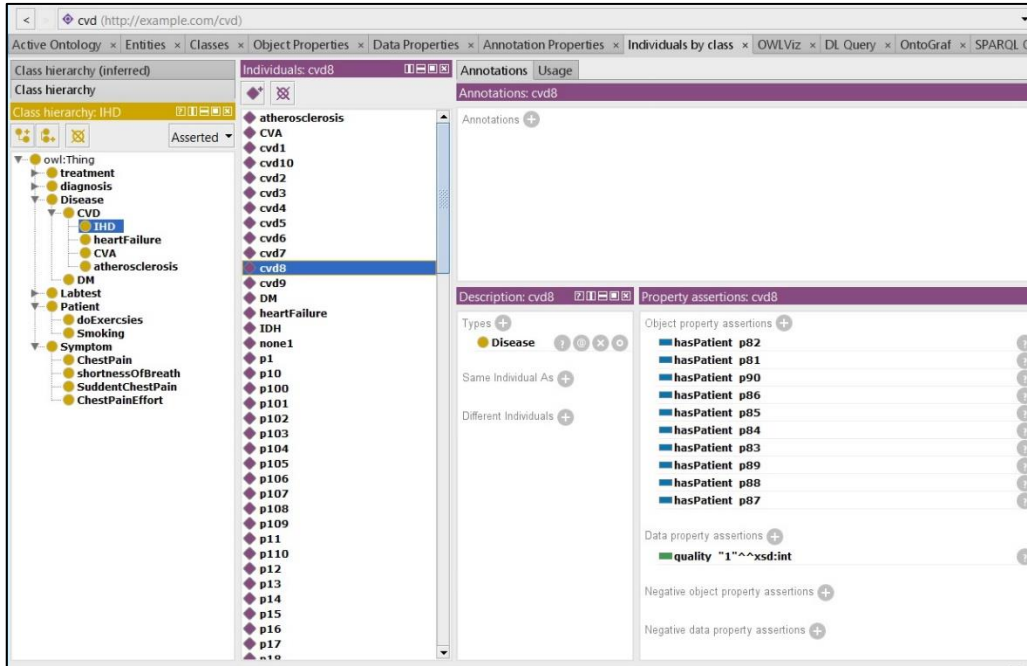 < cvd (http://example.com/cvd)
Active Ontology × Entities × Classes × Object Properties × Data Properties × Annotation Properties × Individuals by class × OWLViz × DL Query × OntoGraf × SPARQL
Class hierarchy (inferred)
Class hierarchy
Class hierarchy: IHD
Asserted
owl:Thing
treatment
diagnosis
Disease
CVD
IHD
heartFailure
CVA
atherosclerosis
DM
Labtest
Patient
doExercsies
Smoking
Symptom
ChestPain
shortnessOfBreath
SuddentChestPain
ChestPainEffort
Individuals: cvd8
atherosclerosis
CVA
cvd1
cvd10
cvd2
cvd3
cvd4
cvd5
cvd6
cvd7
cvd8
cvd9
DM
heartFailure
IDH
none1
p1
p10
p100
p101
p102
p103
p104
p105
p106
p107
p108
p109
p11
p110
p12
p13
p14
p15
p16
p17
p18
Annotations Usage
Annotations: cvd8
Annotations
Description: cvd8
Types
Disease
Same Individual As
Different Individuals
Property assertions: cvd8
Object property assertions
hasPatient p82
hasPatient p81
hasPatient p90
hasPatient p86
hasPatient p85
hasPatient p84
hasPatient p83
hasPatient p89
hasPatient p88
hasPatient p87
Data property assertions
quality "1"^^xsd:int
Negative object property assertions
Negative data property assertions